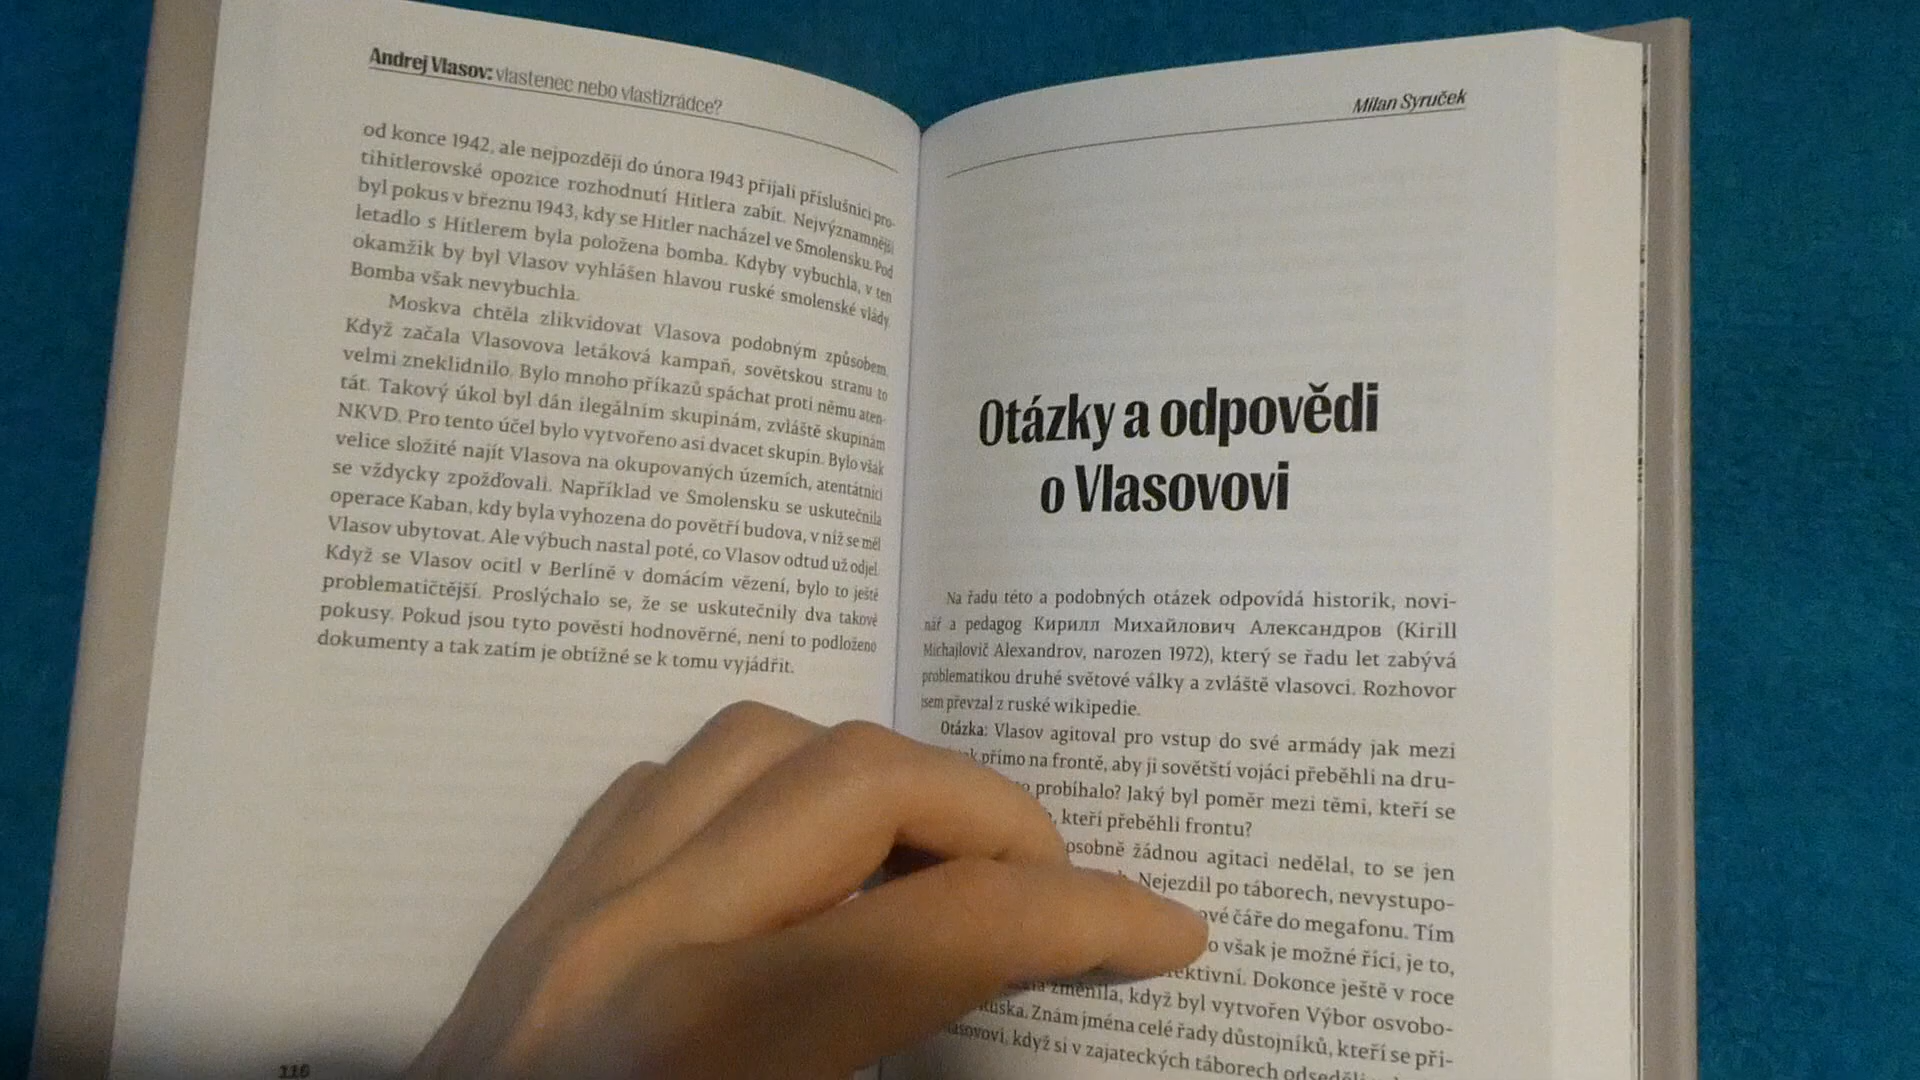 Andrej Vlasov: vlastenec nebo vlastizrádce?
od konce 1942, ale nejpozději do února 1943 přijali příslušníci pro-
tihitlerovské opozice rozhodnutí Hitlera zabít. Nejvýznamnější
byl pokus v březnu 1943, kdy se Hitler nacházel ve Smolensku. Pod
letadlo s Hitlerem byla položena bomba. Kdyby vybuchla, v ten
okamžik by byl Vlasov vyhlášen hlavou ruské smolenské vlády.
Bomba však nevybuchla.
Moskva chtěla zlikvidovat Vlasova podobným způsobem.
Když začala Vlasovova letáková kampaň, sovětskou stranu to
velmi zneklidnilo. Bylo mnoho příkazů spáchat proti němu aten-
tát. Takový úkol byl dán ilegálním skupinám, zvláště skupinám
NKVD. Pro tento účel bylo vytvořeno asi dvacet skupin. Bylo však
velice složité najít Vlasova na okupovaných územích, atentátníci
se vždycky zpožďovali. Například ve Smolensku se uskutečnila
operace Kaban, kdy byla vyhozena do povětří budova, v níž se měl
Vlasov ubytovat. Ale výbuch nastal poté, co Vlasov odtud už odjel.
Když se Vlasov ocitl v Berlíně v domácím vězení, bylo to ještě
problematičtější. Proslýchalo se, že se uskutečnily dva takové
pokusy. Pokud jsou tyto pověsti hodnověrné, není to podloženo
dokumenty a tak zatím je obtížné se k tomu vyjádřit.
116
Milan Syruček
Otázky a odpovědi
o Vlasovovi
Na řadu této a podobných otázek odpovídá historik, novi-
nář a pedagog Кирилл Михайлович Александров (Kirill
Michajlovič Alexandrov, narozen 1972), který se řadu let zabývá
problematikou druhé světové války a zvláště vlasovci. Rozhovor
jsem převzal z ruské wikipedie.
Otázka: Vlasov agitoval pro vstup do své armády jak mezi
přímo na frontě, aby ji sovětští vojáci přeběhli na dru-
probíhalo? Jaký byl poměr mezi těmi, kteří se
kteří přeběhli frontu?
osobně žádnou agitaci nedělal, to se jen
Nejezdil po táborech, nevystupo-
čáře do megafonu. Tím
však je možné říci, je to,
Dokonce ještě v roce
změnila, když byl vytvořen Výbor osvobo-
Znám jména celé řady důstojníků, kteří se při-
když si v zajateckých táborech